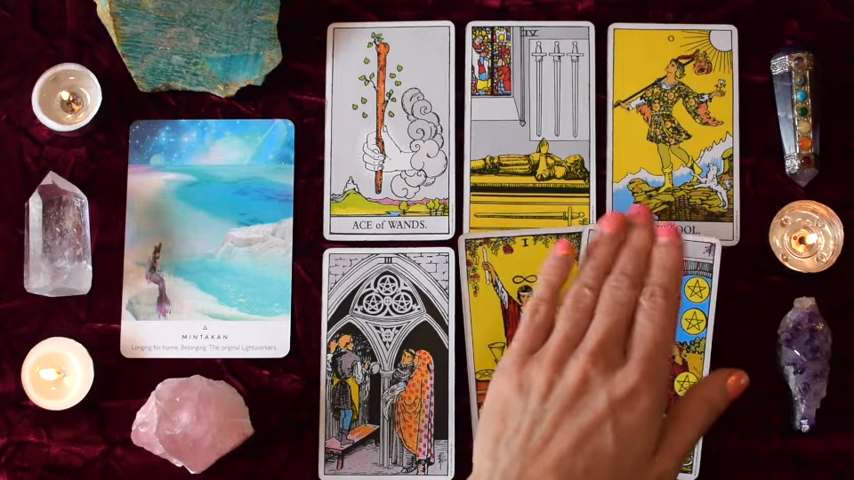 MINTAKAN
Longing for home. Belonging. The original Lightworkers.
ACE of WANDS.
IV
III
I